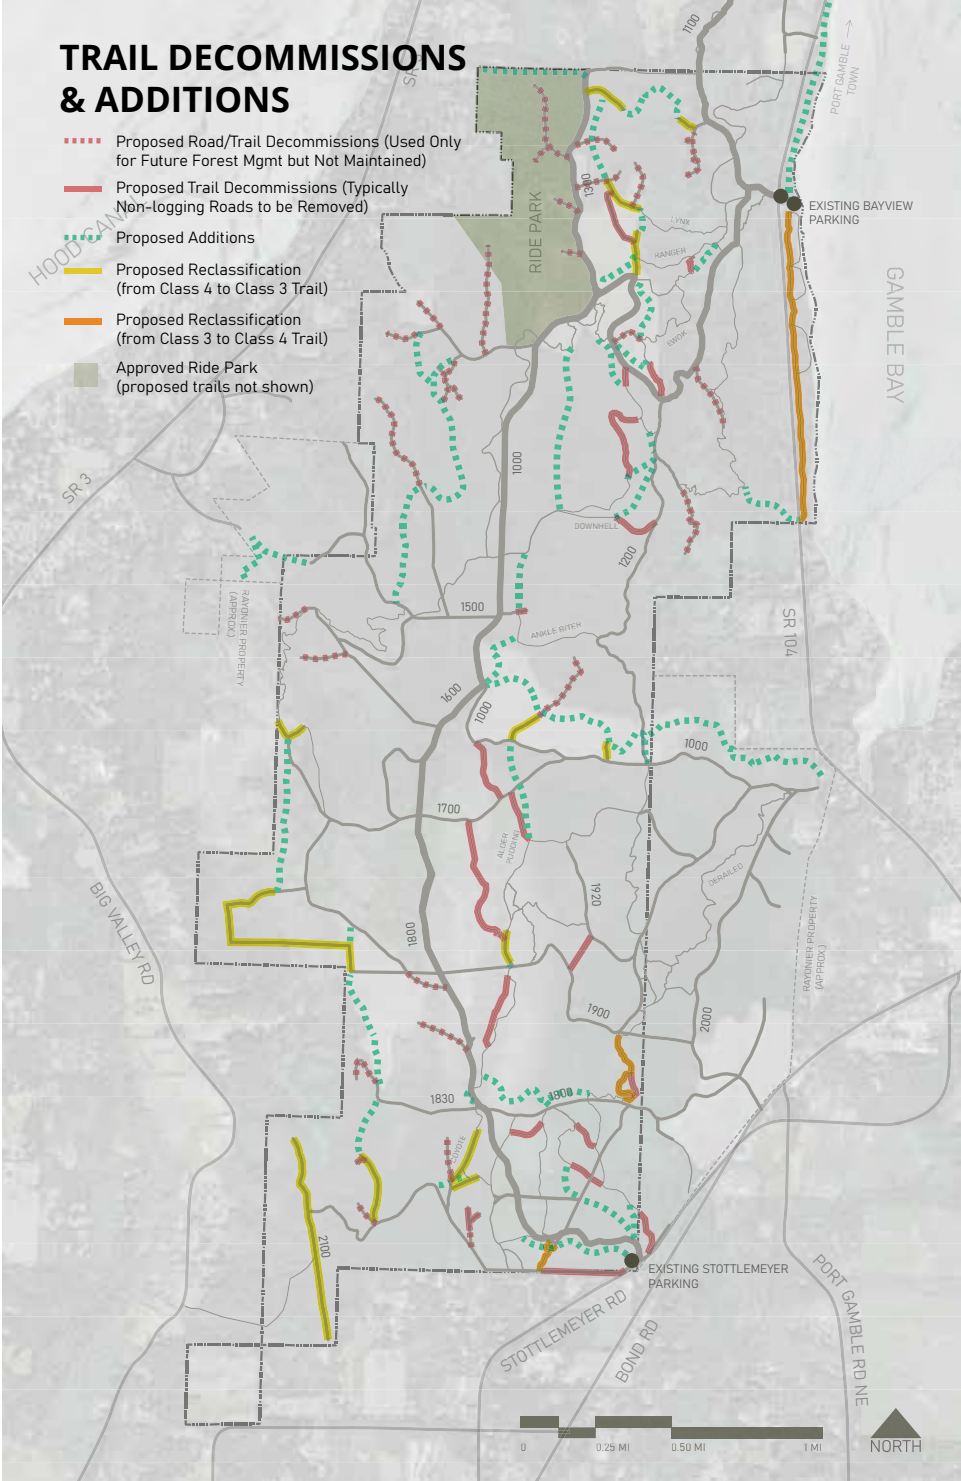 TRAIL DECOMMISSIONS
& ADDITIONS
Proposed Road/Trail Decommissions (Used Only
for Future Forest Mgmt but Not Maintained)
Proposed Trail Decommissions (Typically
Non-logging Roads to be Removed)
Proposed Additions
Proposed Reclassification
(from Class 4 to Class 3 Trail)
Proposed Reclassification
(from Class 3 to Class 4 Trail)
Approved Ride Park
(proposed trails not shown)
1100
PORT GAMBLE
TOWN
1300
RIDE PARK
EXISTING BAYVIEW
PARKING
LYNX
RANGER
EWOK
GAMBLE BAY
SR 3
1000
DOWNHELL
1200
RAYONIER PROPERTY
(APPROX.)
1500
ANKLE BITER
SR 104
1600
1000
1000
1700
ALDER
PUDDING
DERAILED
1920
BIG VALLEY RD
1800
RAYONIER PROPERTY
(APPROX.)
1900
2000
1830
1800
COYOTE
2100
EXISTING STOTTLEMEYER
PARKING
STOTTLEMEYER RD
BOND RD
PORT GAMBLE RD NE
0
0.25 MI
0.50 MI
1 MI
NORTH